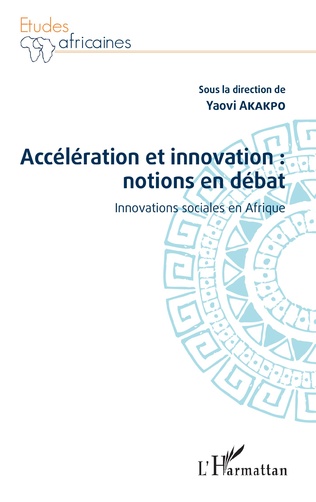 Etudes
africaines
Sous la direction de
Yaovi AKAKPO
Accélération et innovation :
notions en débat
Innovations sociales en Afrique
L'Harmattan